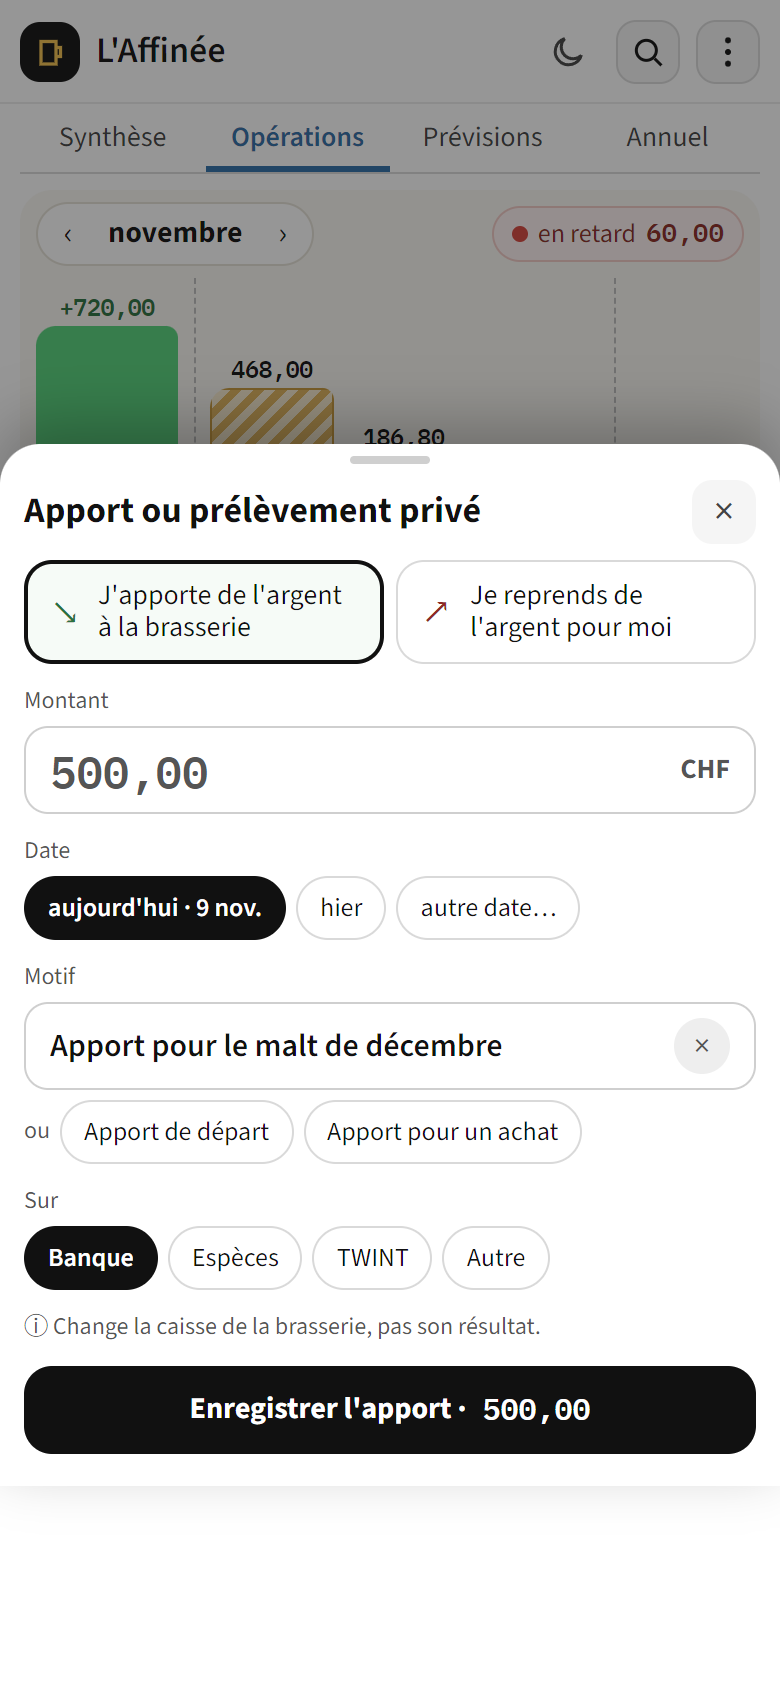 L'Affinée
Synthèse Opérations Prévisions Annuel
‹ novembre › en retard 60,00
+720,00
468,00
186,80
Apport ou prélèvement privé ×
↘ J'apporte de l'argent à la brasserie
↗ Je reprends de l'argent pour moi
Montant
500,00 CHF
Date
aujourd'hui · 9 nov. hier autre date…
Motif
Apport pour le malt de décembre ×
ou Apport de départ Apport pour un achat
Sur
Banque Espèces TWINT Autre
ⓘ Change la caisse de la brasserie, pas son résultat.
Enregistrer l'apport · 500,00